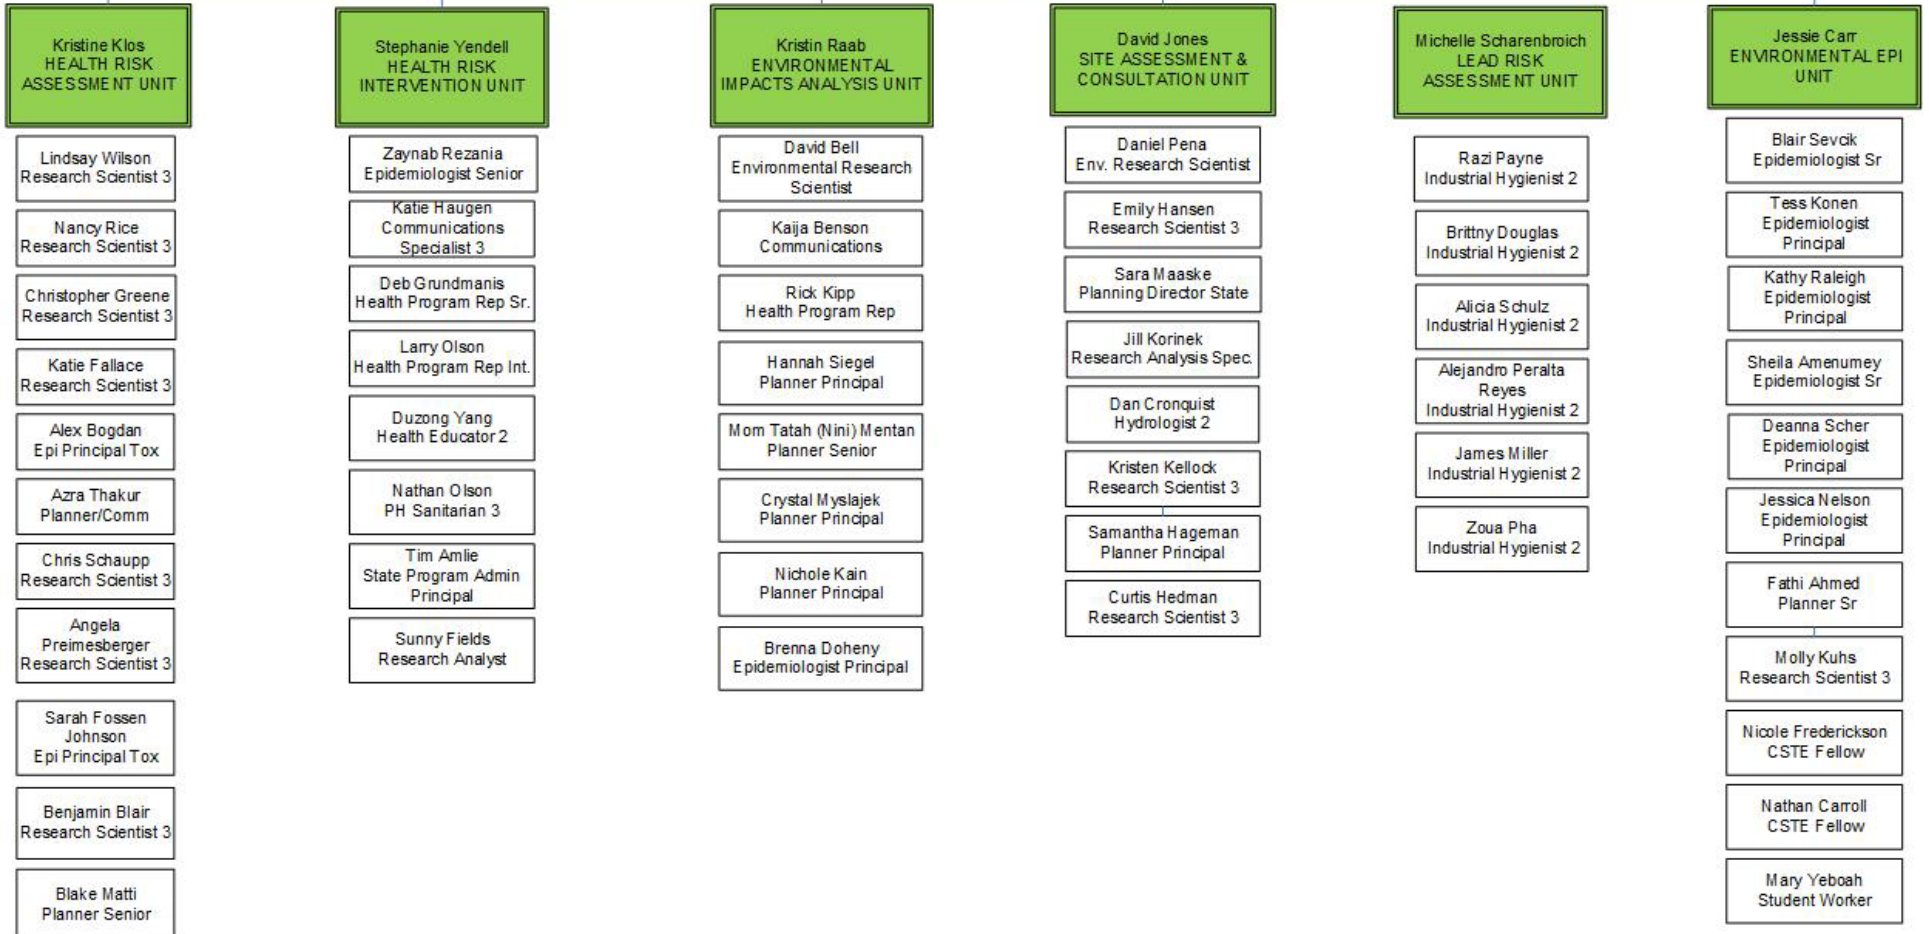 Kristine Klos
HEALTH RISK
ASSESSMENT UNIT
Lindsay Wilson
Research Scientist 3
Nancy Rice
Research Scientist 3
Christopher Greene
Research Scientist 3
Katie Fallace
Research Scientist 3
Alex Bogdan
Epi Principal Tox
Azra Thakur
Planner/Comm
Chris Schaupp
Research Scientist 3
Angela
Preimesberger
Research Scientist 3
Sarah Fossen
Johnson
Epi Principal Tox
Benjamin Blair
Research Scientist 3
Blake Matti
Planner Senior
Stephanie Yendell
HEALTH RISK
INTERVENTION UNIT
Zaynab Rezania
Epidemiologist Senior
Katie Haugen
Communications
Specialist 3
Deb Grundmanis
Health Program Rep Sr.
Larry Olson
Health Program Rep Int.
Duzong Yang
Health Educator 2
Nathan Olson
PH Sanitarian 3
Tim Amlie
State Program Admin
Principal
Sunny Fields
Research Analyst
Kristin Raab
ENVIRONMENTAL
IMPACTS ANALYSIS UNIT
David Bell
Environmental Research
Scientist
Kaija Benson
Communications
Rick Kipp
Health Program Rep
Hannah Siegel
Planner Principal
Mom Tatah (Nini) Mentan
Planner Senior
Crystal Myslajek
Planner Principal
Nichole Kain
Planner Principal
Brenna Doheny
Epidemiologist Principal
David Jones
SITE ASSESSMENT &
CONSULTATION UNIT
Daniel Pena
Env. Research Scientist
Emily Hansen
Research Scientist 3
Sara Maaske
Planning Director State
Jill Korinek
Research Analysis Spec.
Dan Cronquist
Hydrologist 2
Kristen Kellock
Research Scientist 3
Samantha Hageman
Planner Principal
Curtis Hedman
Research Scientist 3
Michelle Scharenbroich
LEAD RISK
ASSESSMENT UNIT
Razi Payne
Industrial Hygienist 2
Brittny Douglas
Industrial Hygienist 2
Alicia Schulz
Industrial Hygienist 2
Alejandro Peralta
Reyes
Industrial Hygienist 2
James Miller
Industrial Hygienist 2
Zoua Pha
Industrial Hygienist 2
Jessie Carr
ENVIRONMENTAL EPI
UNIT
Blair Sevcik
Epidemiologist Sr
Tess Konen
Epidemiologist
Principal
Kathy Raleigh
Epidemiologist
Principal
Sheila Amenumey
Epidemiologist Sr
Deanna Scher
Epidemiologist
Principal
Jessica Nelson
Epidemiologist
Principal
Fathi Ahmed
Planner Sr
Molly Kuhs
Research Scientist 3
Nicole Frederickson
CSTE Fellow
Nathan Carroll
CSTE Fellow
Mary Yeboah
Student Worker